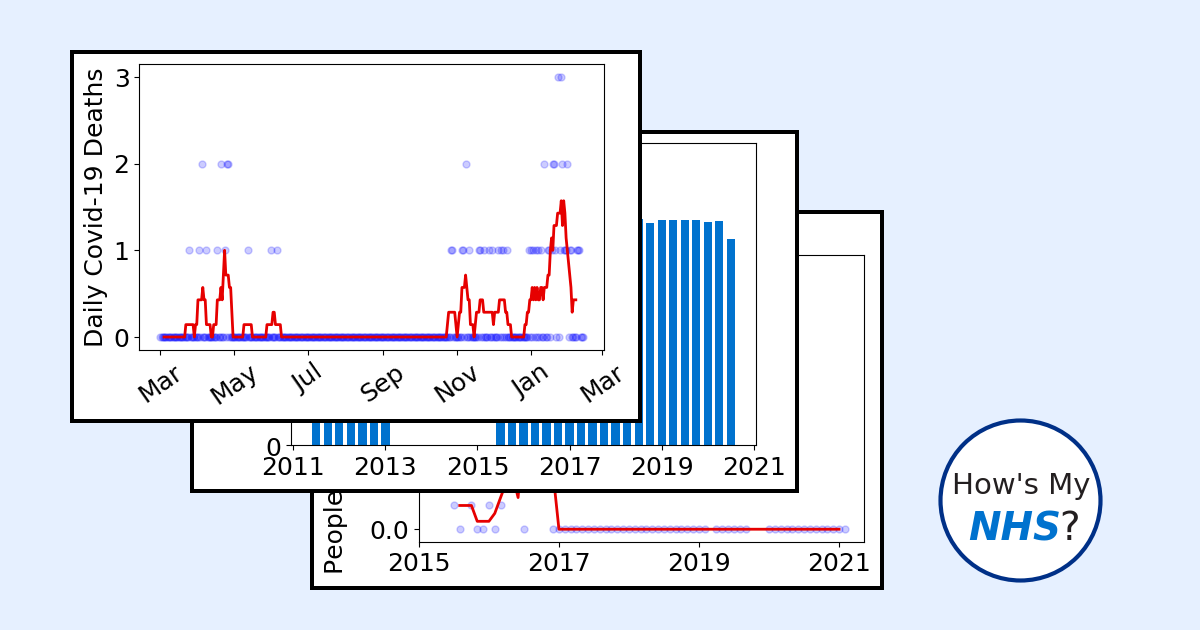 Daily Covid-19 Deaths
3
2
1
0
Mar May Jul Sep Nov Jan Mar
0
2011 2013 2015 2017 2019 2021
People
0.0
2015 2017 2019 2021
How's My
NHS?